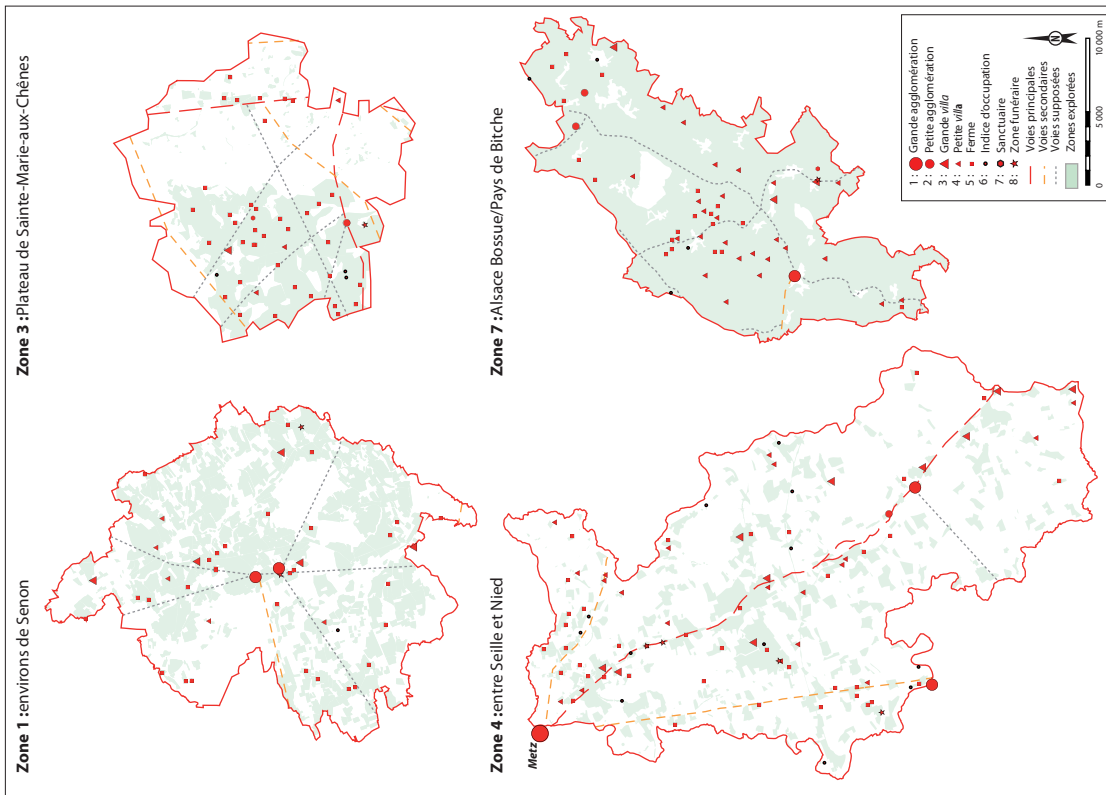 Zone 1 : environs de Senon
Zone 3 : Plateau de Sainte-Marie-aux-Chênes
Zone 4 : entre Seille et Nied
Metz
Zone 7 : Alsace Bossue/Pays de Bitche
1 : Grande agglomération
2 : Petite agglomération
3 : Grande villa
4 : Petite villa
5 : Ferme
6 : Indice d'occupation
7 : Sanctuaire
8 : Zone funéraire
Voies principales
Voies secondaires
Voies supposées
Zones explorées
N
0 5 000 10 000 m